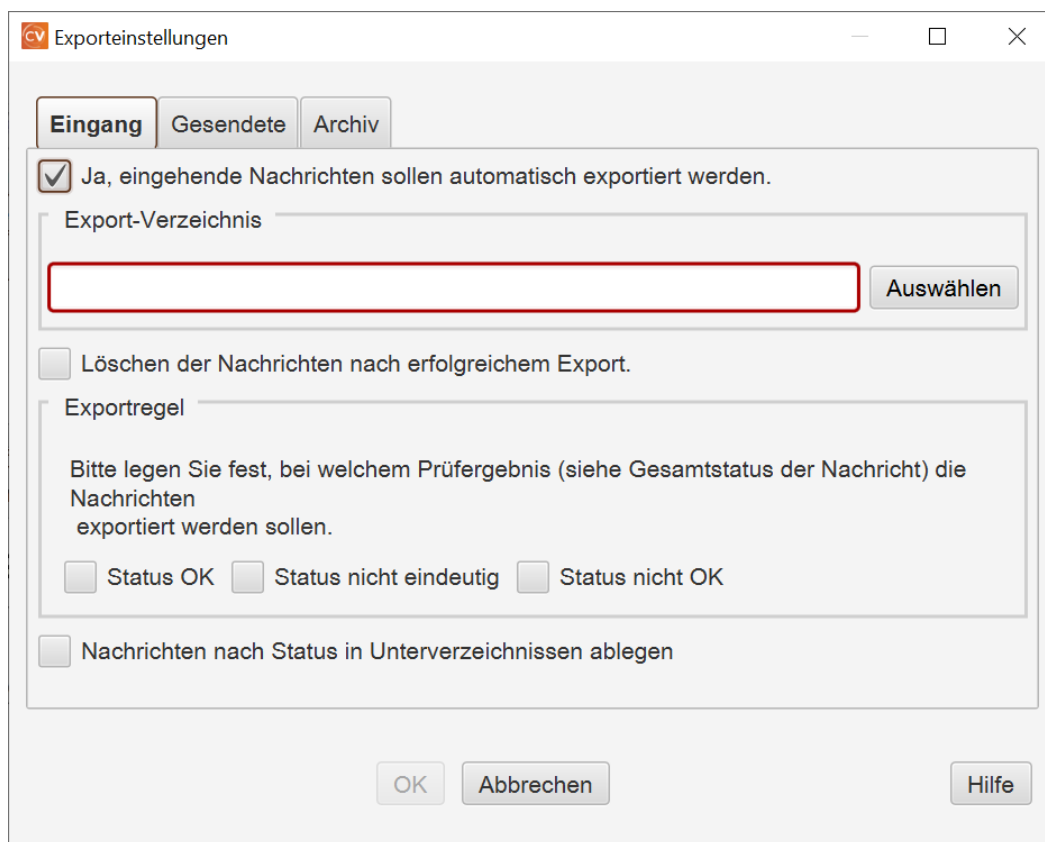 CV Exporteinstellungen
Eingang Gesendete Archiv
Ja, eingehende Nachrichten sollen automatisch exportiert werden.
Export-Verzeichnis
Auswählen
Löschen der Nachrichten nach erfolgreichem Export.
Exportregel
Bitte legen Sie fest, bei welchem Prüfergebnis (siehe Gesamtstatus der Nachricht) die
Nachrichten
exportiert werden sollen.
Status OK Status nicht eindeutig Status nicht OK
Nachrichten nach Status in Unterverzeichnissen ablegen
OK Abbrechen Hilfe